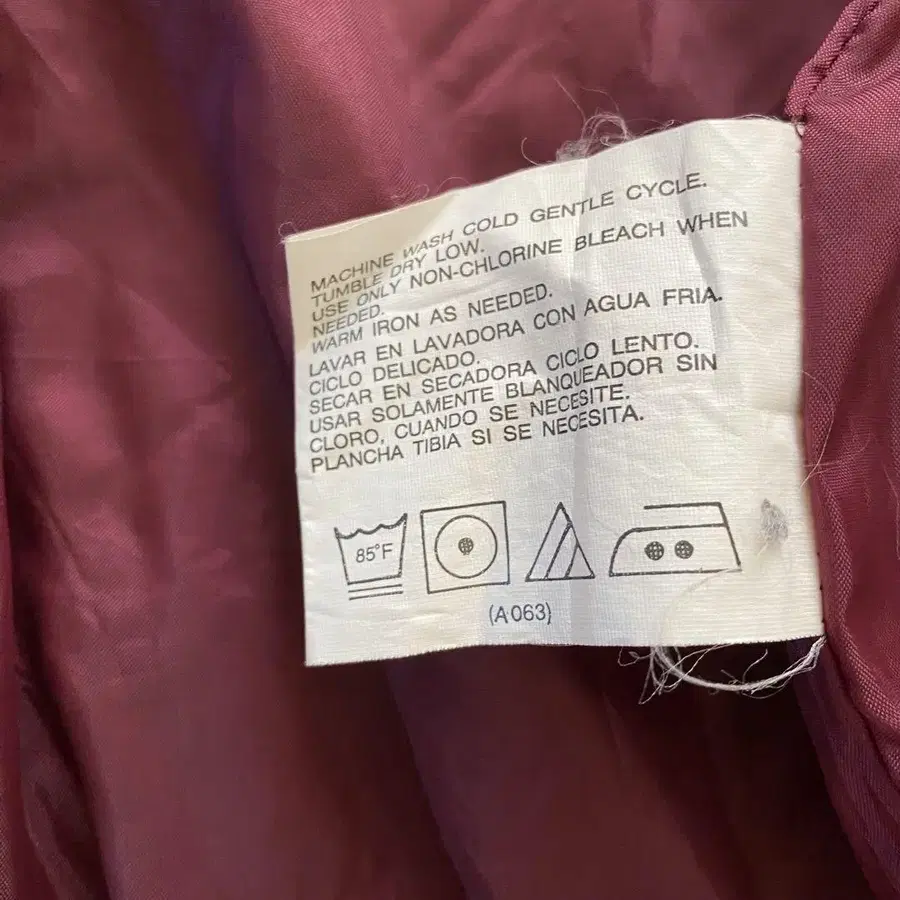 MACHINE WASH COLD GENTLE CYCLE.
TUMBLE DRY LOW.
USE ONLY NON-CHLORINE BLEACH WHEN
NEEDED.
WARM IRON AS NEEDED.
LAVAR EN LAVADORA CON AGUA FRIA.
CICLO DELICADO.
SECAR EN SECADORA CICLO LENTO.
USAR SOLAMENTE BLANQUEADOR SIN
CLORO, CUANDO SE NECESITE.
PLANCHA TIBIA SI SE NECESITA.
85°F
(A063)